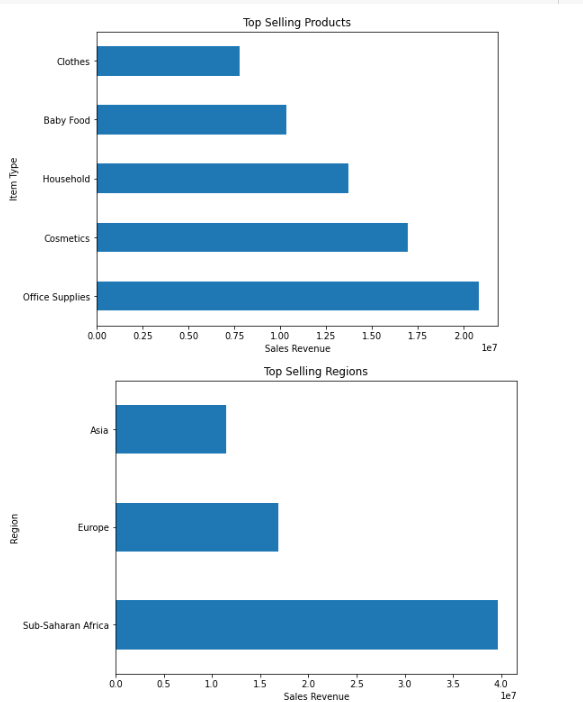 Top Selling Products
Clothes
Baby Food
Household
Cosmetics
Office Supplies
Item Type
0.00 0.25 0.50 0.75 1.00 1.25 1.50 1.75 2.00
Sales Revenue
1e7
Top Selling Regions
Asia
Europe
Sub-Saharan Africa
Region
0.0 0.5 1.0 1.5 2.0 2.5 3.0 3.5 4.0
Sales Revenue
1e7